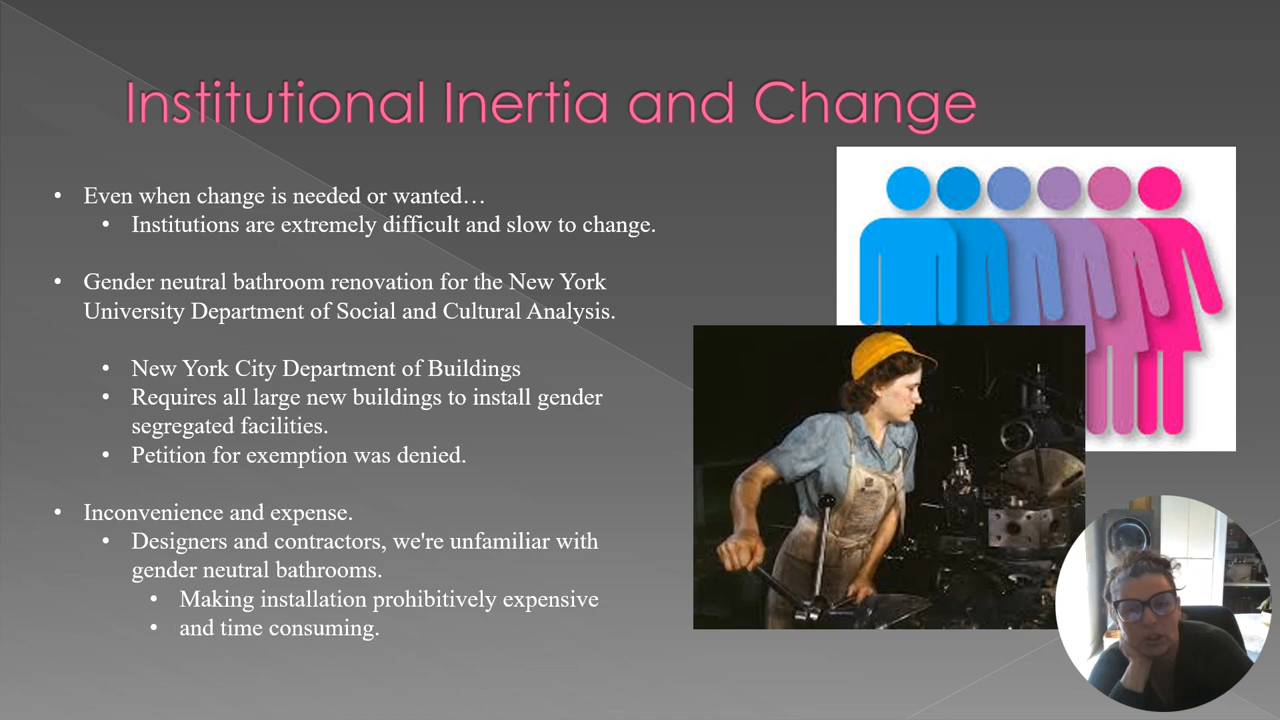 Institutional Inertia and Change
• Even when change is needed or wanted…
• Institutions are extremely difficult and slow to change.
• Gender neutral bathroom renovation for the New York
University Department of Social and Cultural Analysis.
• New York City Department of Buildings
• Requires all large new buildings to install gender
segregated facilities.
• Petition for exemption was denied.
• Inconvenience and expense.
• Designers and contractors, we're unfamiliar with
gender neutral bathrooms.
• Making installation prohibitively expensive
• and time consuming.